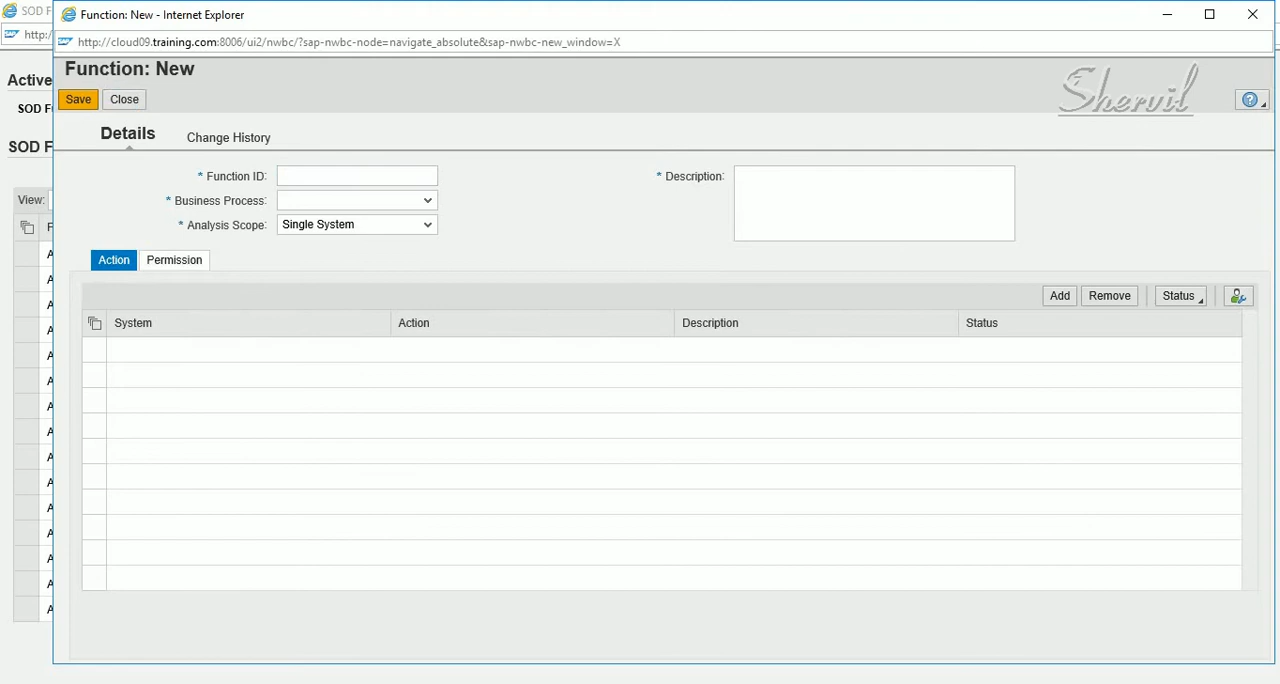 SOD F
Function: New - Internet Explorer
http:/
http://cloud09.training.com:8006/ui2/nwbc/?sap-nwbc-node=navigate_absolute&sap-nwbc-new_window=X
Function: New
Save Close
Shervil
Active
SOD F
SOD F
View:
F
Details Change History
* Function ID:
* Description:
* Business Process:
* Analysis Scope: Single System
Action Permission
Add Remove Status
System Action Description Status